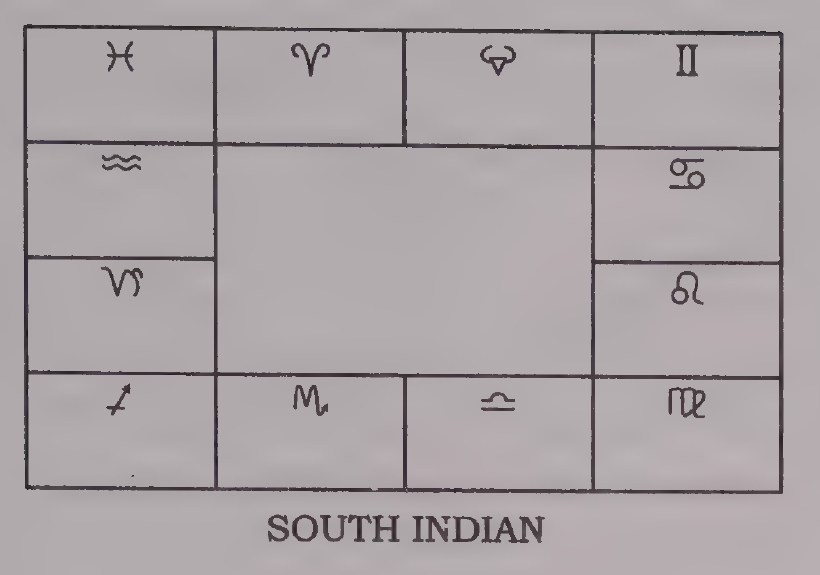 ♓ ♈ ♉ ♊
♒ ♋
♑ ♌
♐ ♏ ♎ ♍
SOUTH INDIAN